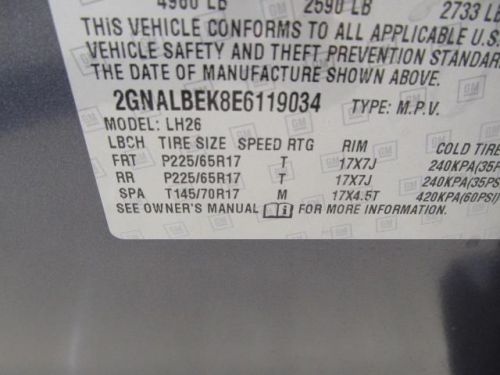 4960 LB 2590 LB 2733 LB
THIS VEHICLE CONFORMS TO ALL APPLICABLE U.S.
VEHICLE SAFETY AND THEFT PREVENTION STANDAR
THE DATE OF MANUFACTURE SHOWN ABOVE.
2GNALBEK8E6119034 TYPE: M.P.V.
MODEL: LH26
LBCH TIRE SIZE SPEED RTG RIM COLD TIRE
FRT P225/65R17 T 17X7J 240KPA(35PS
RR P225/65R17 T 17X7J 240KPA(35PSI
SPA T145/70R17 M 17X4.5T 420KPA(60PSI)
SEE OWNER'S MANUAL i FOR MORE INFORMATION.